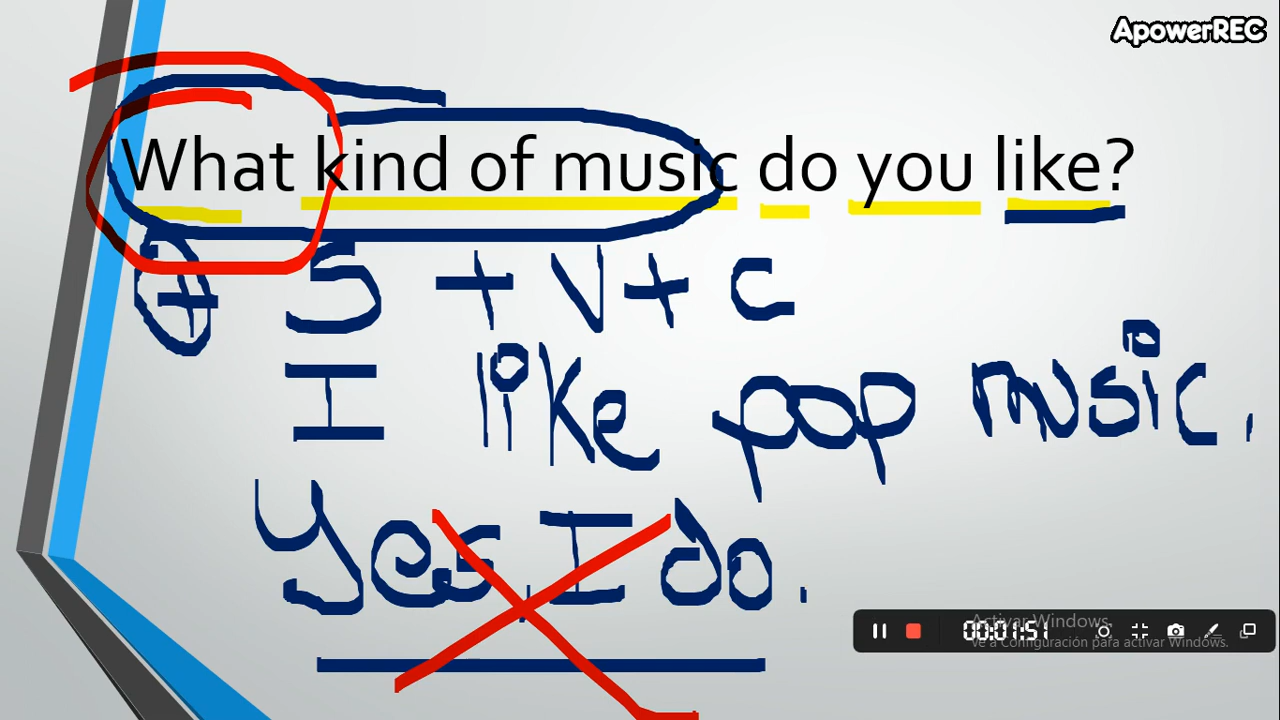 ApowerREC
What kind of music do you like?
+ S + V + C
I like pop music.
Yes, I do.
00:01:51
Activar Windows
Ve a Configuración para activar Windows.